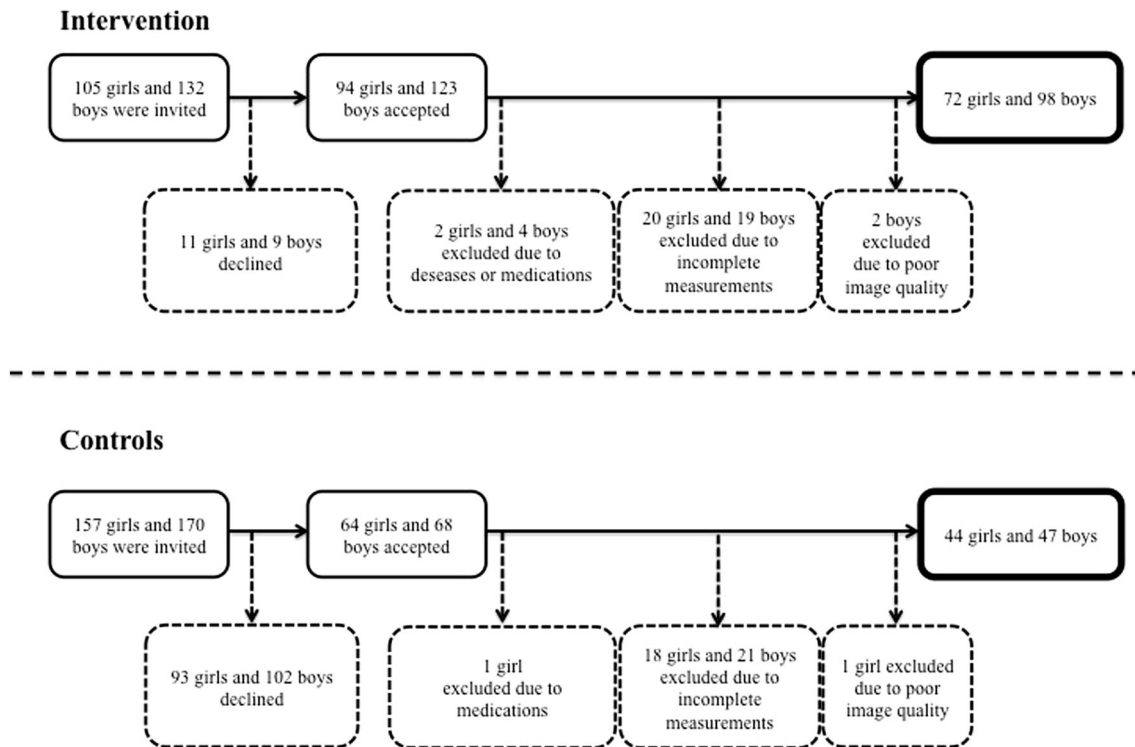 Intervention
105 girls and 132
boys were invited
94 girls and 123
boys accepted
72 girls and 98 boys
11 girls and 9 boys
declined
2 girls and 4 boys
excluded due to
deseases or medications
20 girls and 19 boys
excluded due to
incomplete
measurements
2 boys
excluded
due to poor
image quality
Controls
157 girls and 170
boys were invited
64 girls and 68
boys accepted
44 girls and 47 boys
93 girls and 102 boys
declined
1 girl
excluded due to
medications
18 girls and 21 boys
excluded due to
incomplete
measurements
1 girl excluded
due to poor
image quality